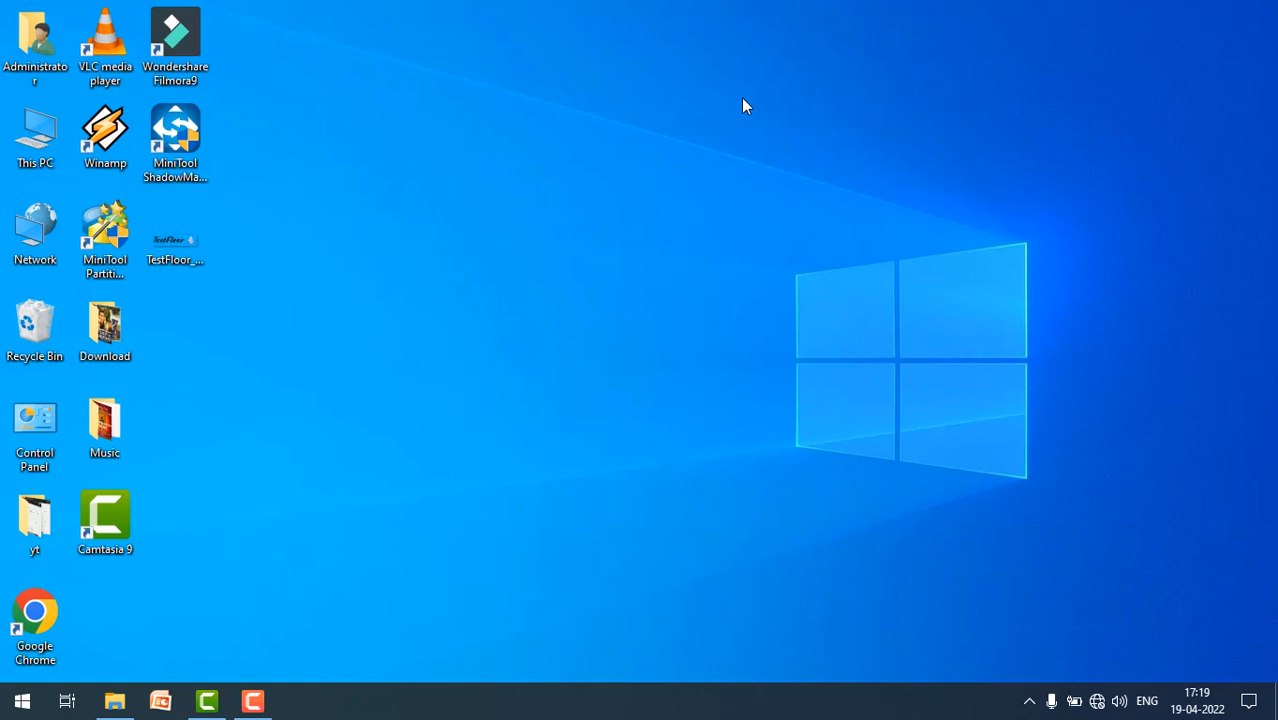 Administrato
r
VLC media
player
Wondershare
Filmora9
This PC
Winamp
MiniTool
ShadowMa...
Network
MiniTool
Partiti...
TestFloor
TestFloor_...
Recycle Bin
Download
Control
Panel
Music
yt
Camtasia 9
Google
Chrome
ENG
17:19
19-04-2022